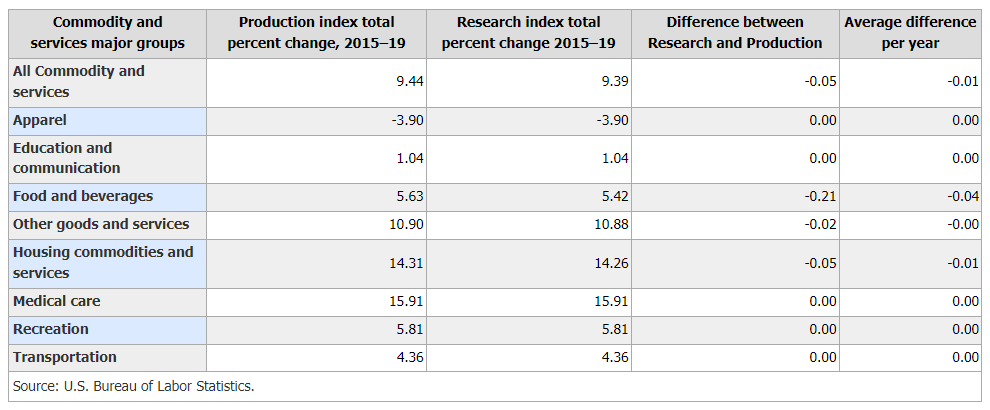 Commodity and services major groups | Production index total percent change, 2015–19 | Research index total percent change 2015–19 | Difference between Research and Production | Average difference per year
All Commodity and services | 9.44 | 9.39 | -0.05 | -0.01
Apparel | -3.90 | -3.90 | 0.00 | 0.00
Education and communication | 1.04 | 1.04 | 0.00 | 0.00
Food and beverages | 5.63 | 5.42 | -0.21 | -0.04
Other goods and services | 10.90 | 10.88 | -0.02 | -0.00
Housing commodities and services | 14.31 | 14.26 | -0.05 | -0.01
Medical care | 15.91 | 15.91 | 0.00 | 0.00
Recreation | 5.81 | 5.81 | 0.00 | 0.00
Transportation | 4.36 | 4.36 | 0.00 | 0.00
Source: U.S. Bureau of Labor Statistics.